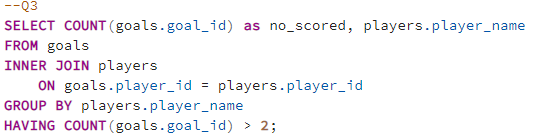 --Q3
SELECT COUNT(goals.goal_id) as no_scored, players.player_name
FROM goals
INNER JOIN players
    ON goals.player_id = players.player_id
GROUP BY players.player_name
HAVING COUNT(goals.goal_id) > 2;